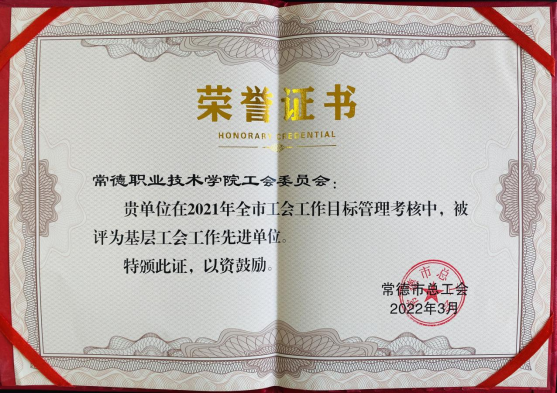 荣誉证书
HONORARY CREDENTIAL
常德职业技术学院工会委员会：
贵单位在2021年全市工会工作目标管理考核中，被
评为基层工会工作先进单位。
特颁此证，以资鼓励。
常德市总工会
2022年3月